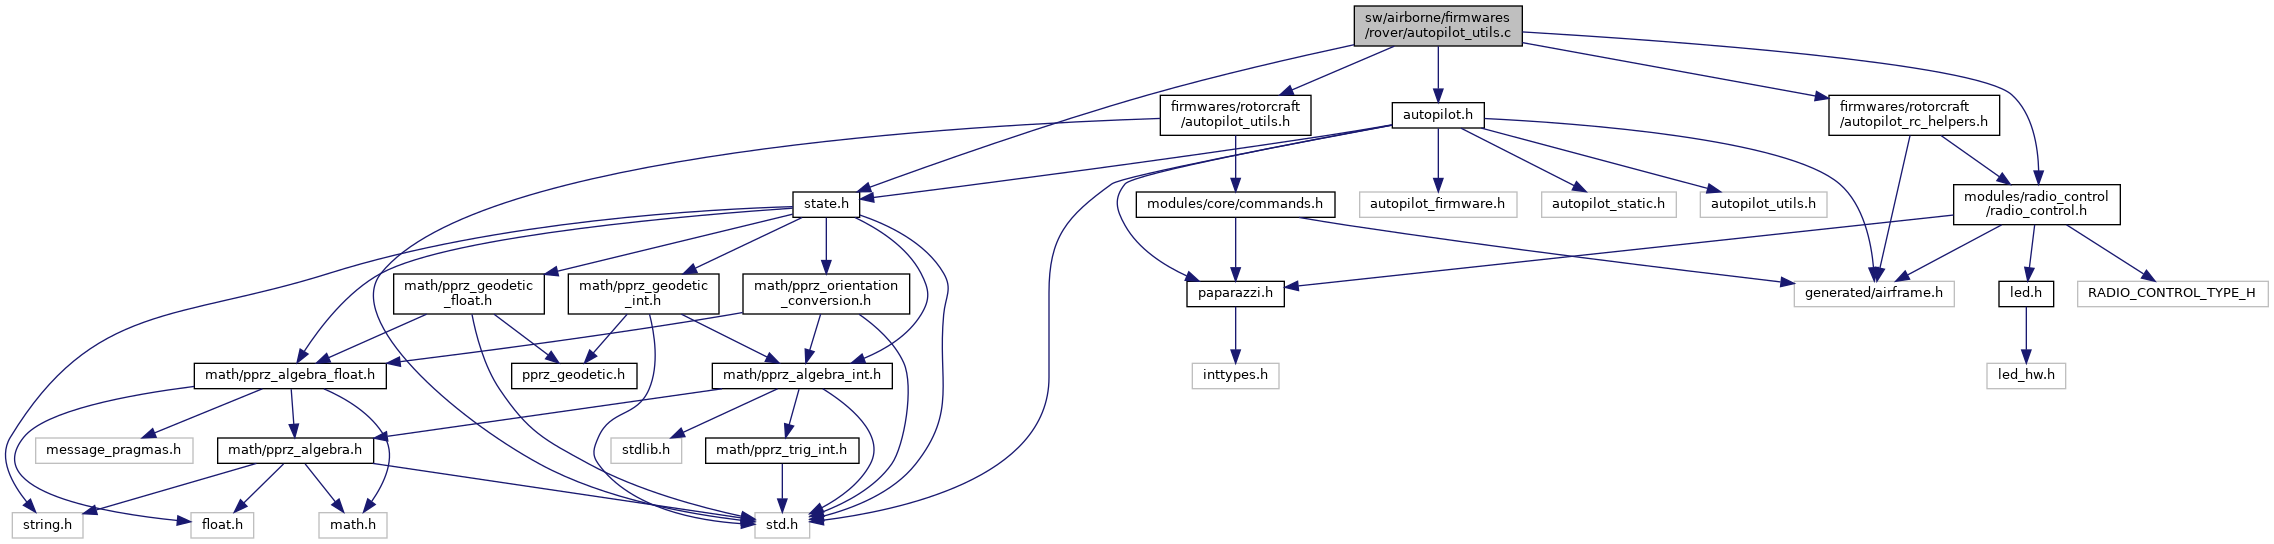 sw/airborne/firmwares
/rover/autopilot_utils.c
firmwares/rotorcraft
/autopilot_utils.h
autopilot.h
firmwares/rotorcraft
/autopilot_rc_helpers.h
state.h
modules/core/commands.h
autopilot_firmware.h
autopilot_static.h
autopilot_utils.h
modules/radio_control
/radio_control.h
math/pprz_geodetic
_float.h
math/pprz_geodetic
_int.h
math/pprz_orientation
_conversion.h
paparazzi.h
generated/airframe.h
led.h
RADIO_CONTROL_TYPE_H
math/pprz_algebra_float.h
pprz_geodetic.h
math/pprz_algebra_int.h
inttypes.h
led_hw.h
message_pragmas.h
math/pprz_algebra.h
stdlib.h
math/pprz_trig_int.h
string.h
float.h
math.h
std.h